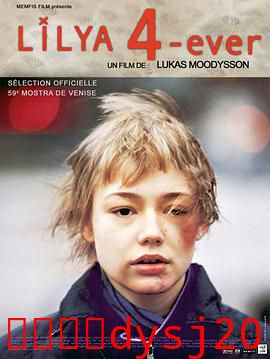 MEMFIS FILM présente
LiLYA 4-ever
UN FILM DE LUKAS MOODYSSON
SÉLECTION OFFICIELLE
59e MOSTRA DE VENISE
dysj20